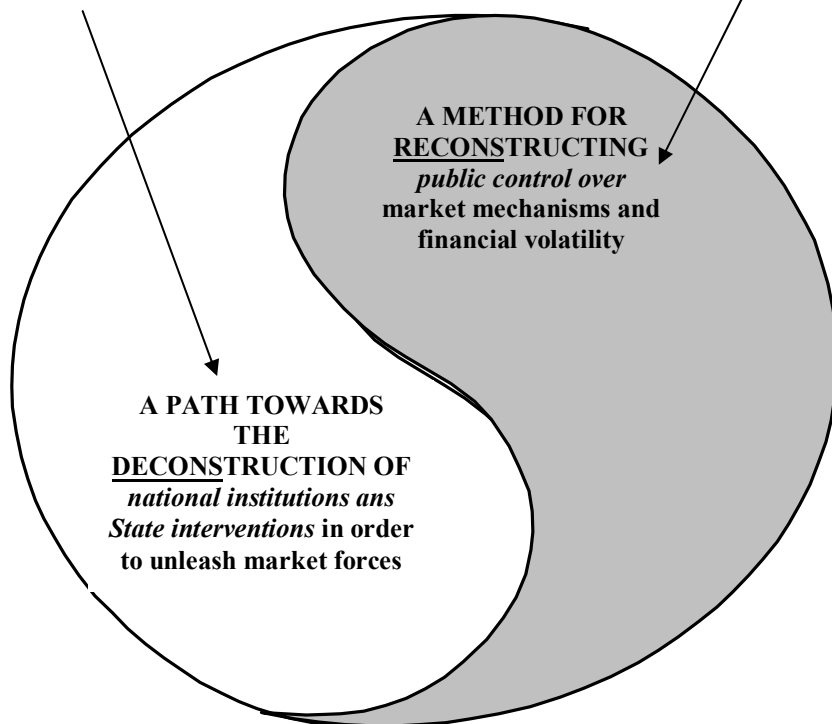 A METHOD FOR
RECONSTRUCTING
public control over
market mechanisms and
financial volatility
A PATH TOWARDS
THE
DECONSTRUCTION OF
national institutions ans
State interventions in order
to unleash market forces